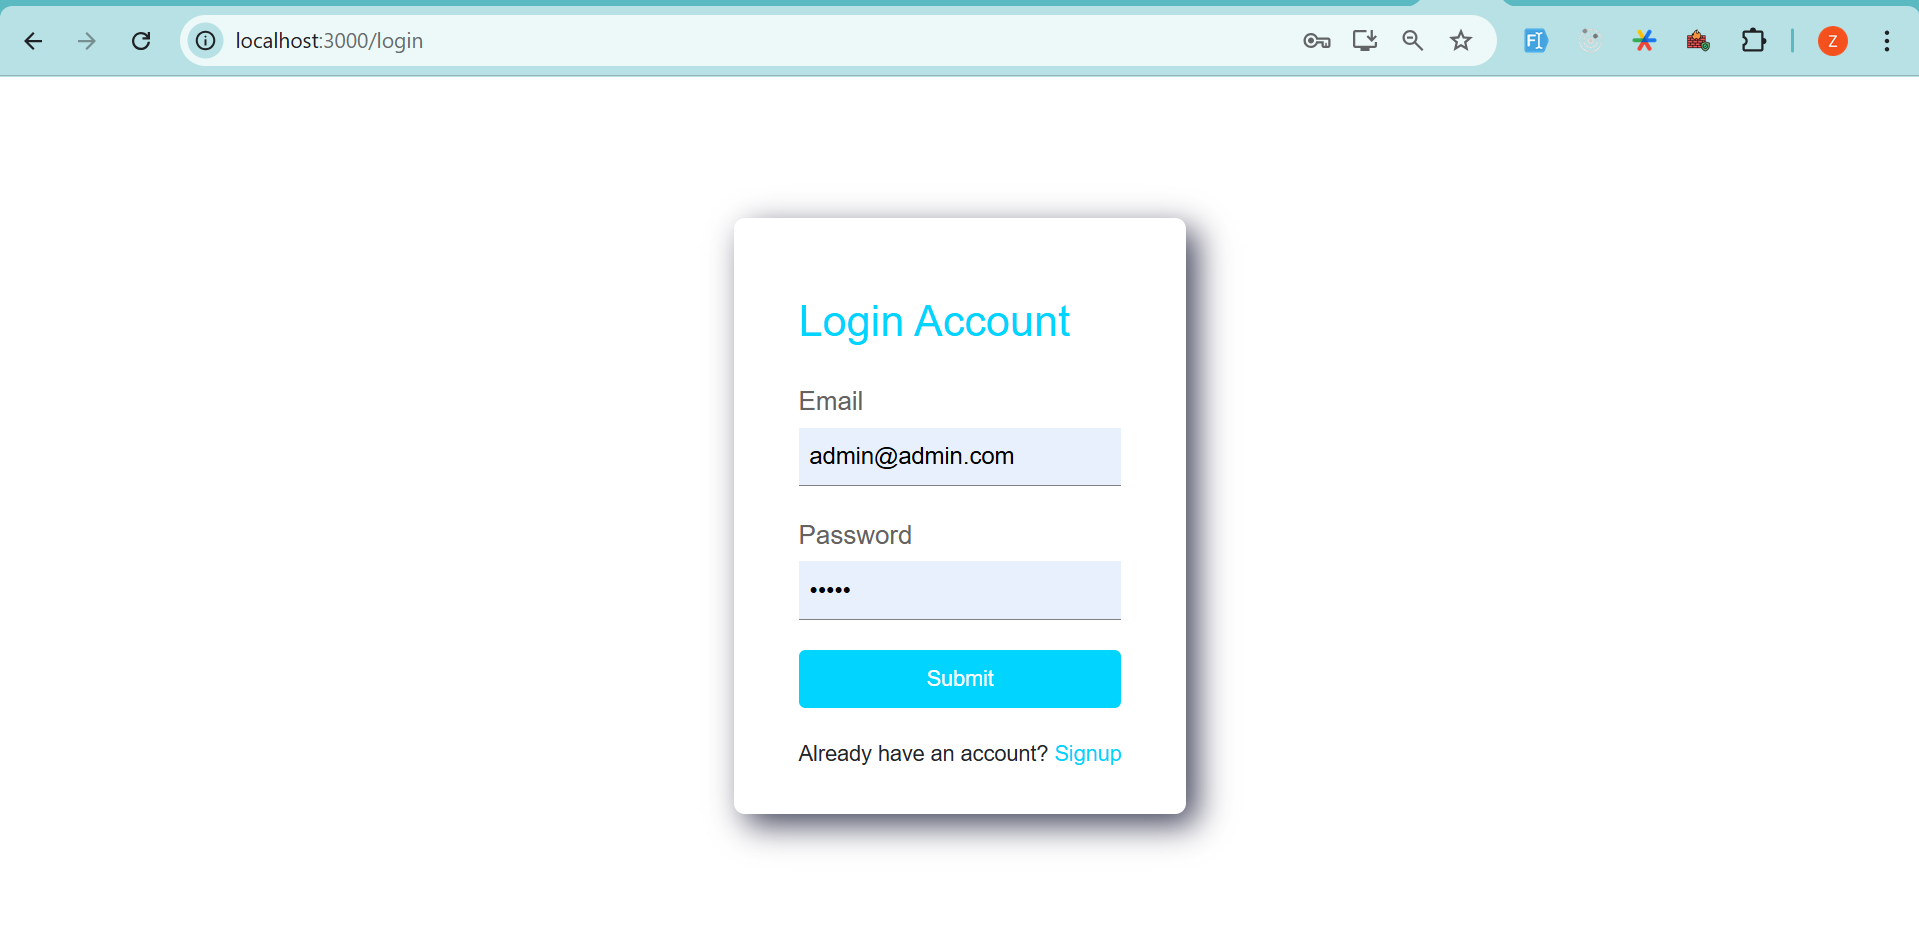 localhost:3000/login
Z
Login Account
Email
admin@admin.com
Password
•••••
Submit
Already have an account? Signup